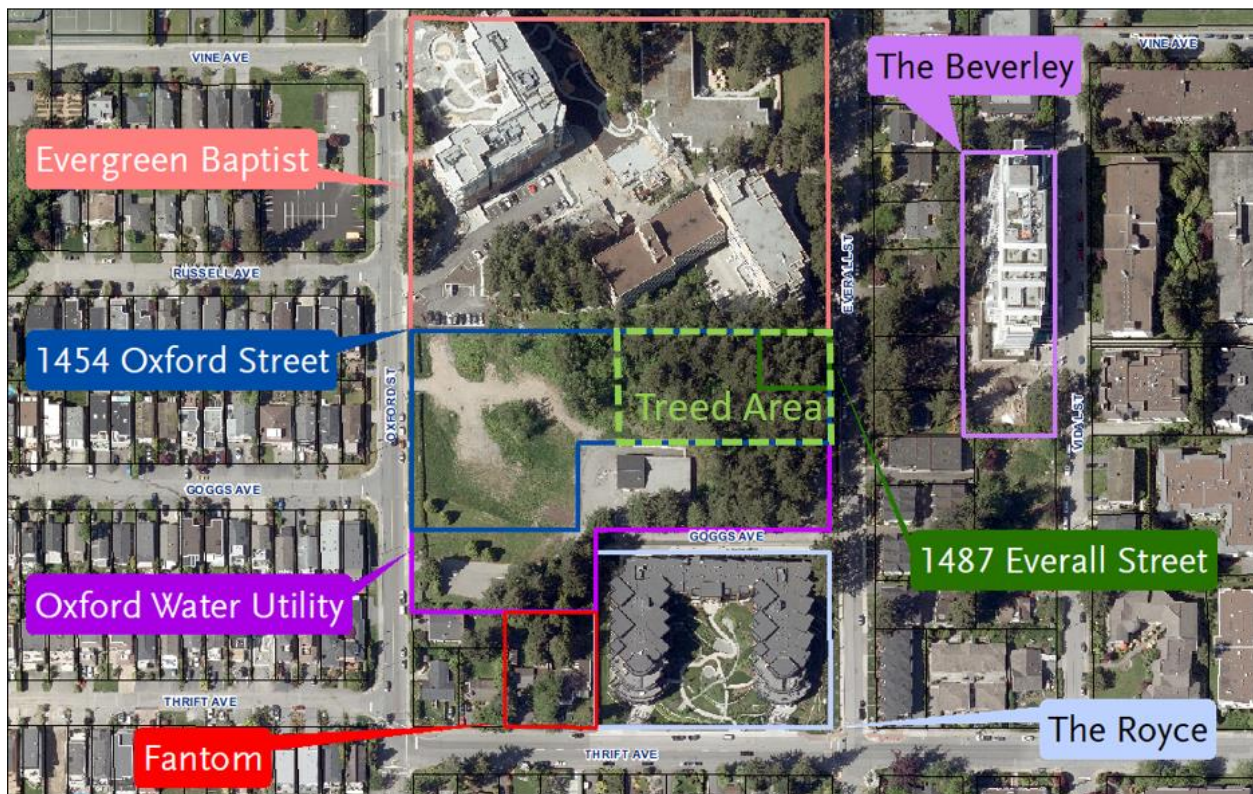 VINE AVE
VINE AVE
The Beverley
Evergreen Baptist
RUSSELL AVE
EVERALL ST
1454 Oxford Street
OXFORD ST
Treed Area
VIDAL ST
GOGGS AVE
GOGGS AVE
1487 Everall Street
Oxford Water Utility
THRIFT AVE
The Royce
Fantom
THRIFT AVE